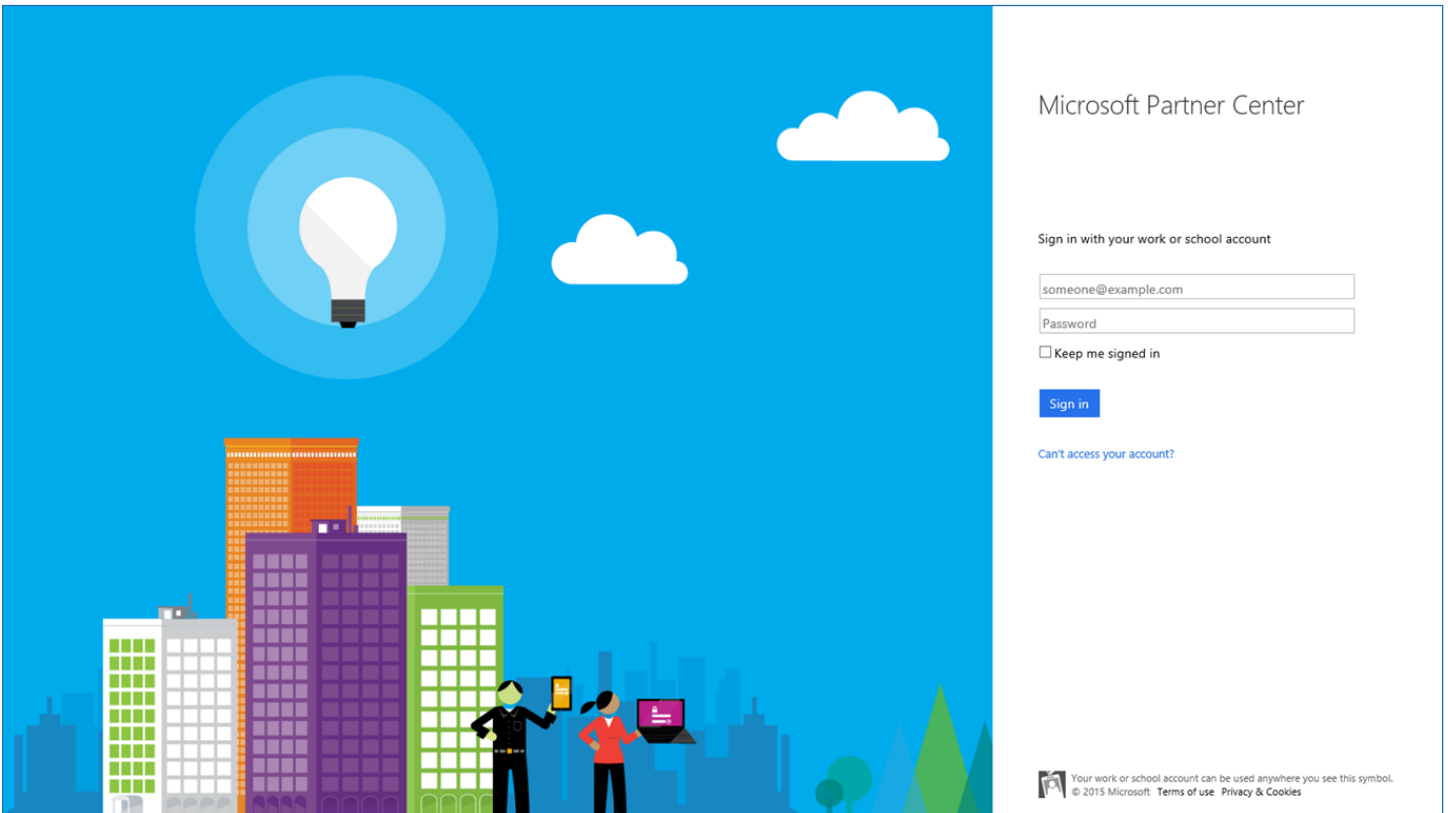 Microsoft Partner Center
Sign in with your work or school account
someone@example.com
Password
Keep me signed in
Sign in
Can't access your account?
Your work or school account can be used anywhere you see this symbol.
© 2015 Microsoft Terms of use Privacy & Cookies